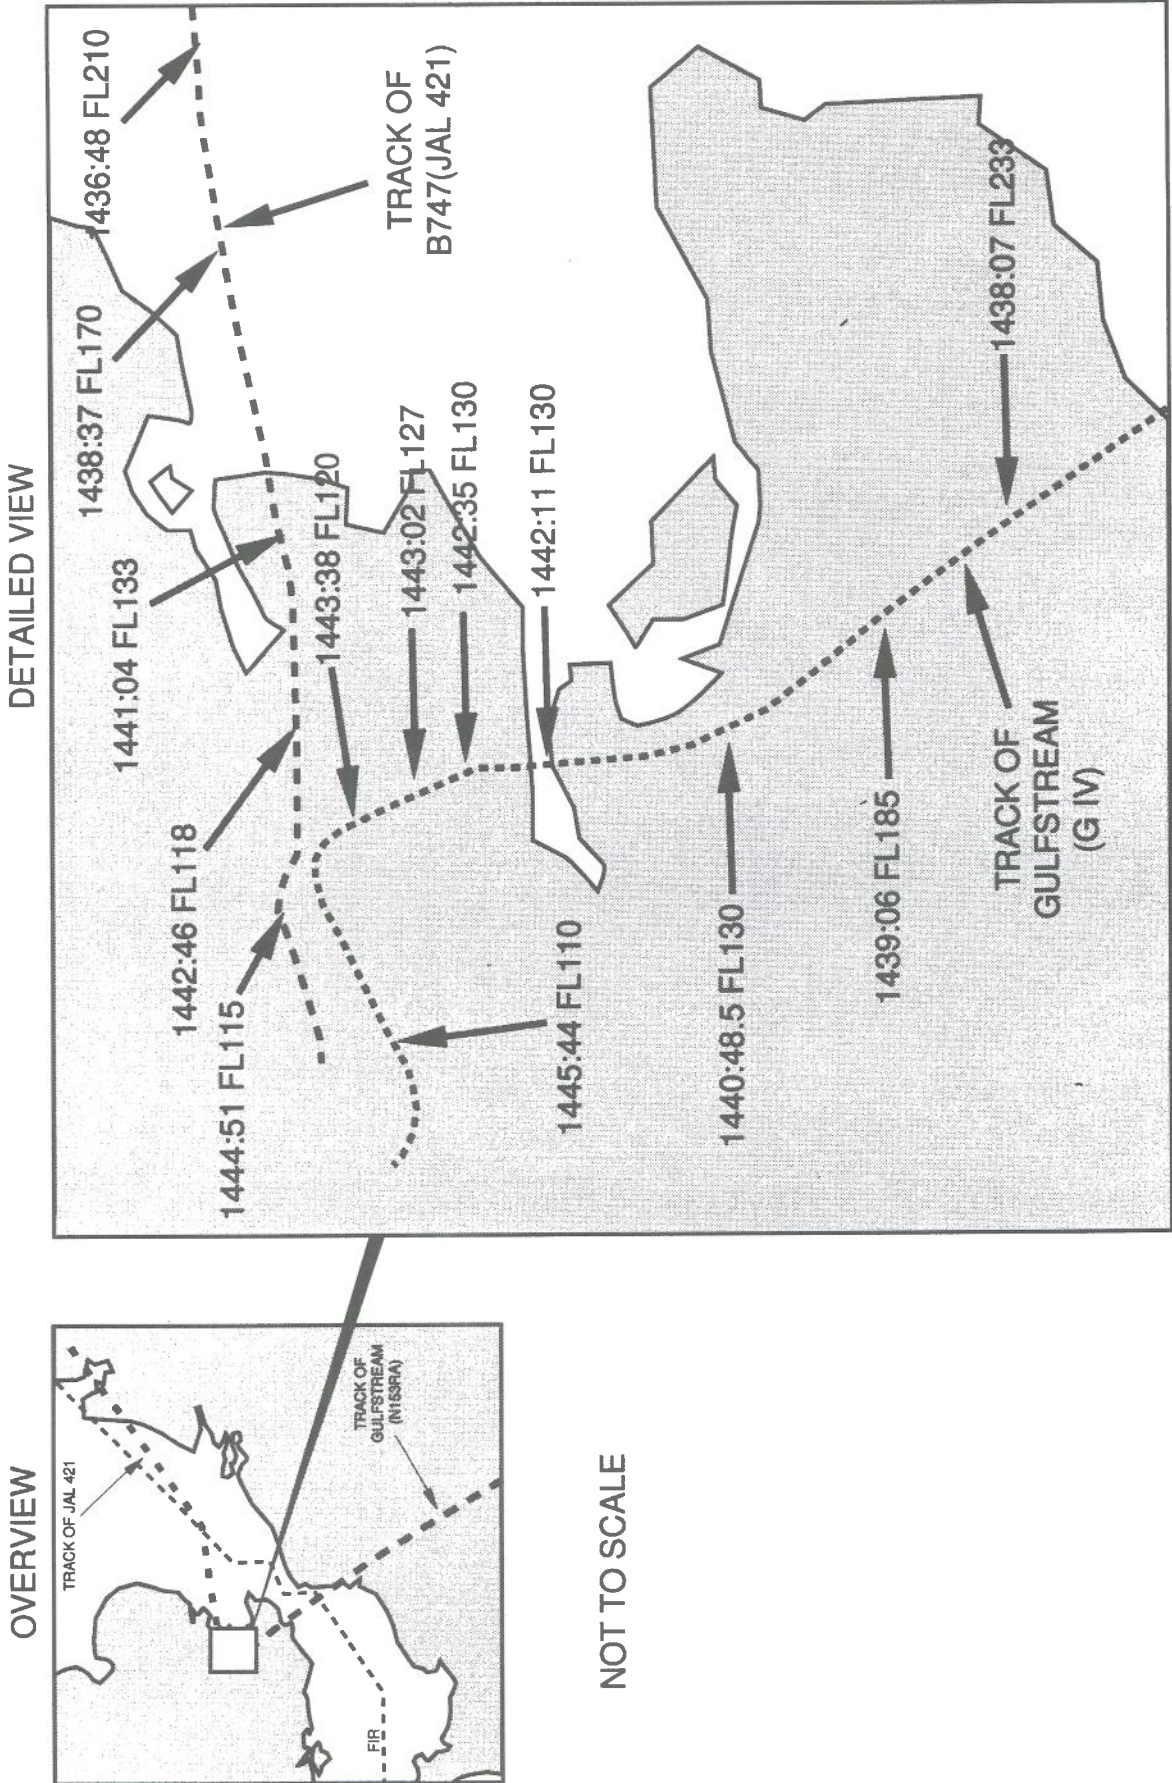 OVERVIEW
TRACK OF JAL 421
TRACK OF
GULFSTREAM
(N153RA)
FIR
NOT TO SCALE
DETAILED VIEW
1436:48 FL210
1438:37 FL170
TRACK OF
B747(JAL 421)
1441:04 FL133
1442:46 FL118
1444:51 FL115
1443:38 FL120
1443:02 FL127
1442:35 FL130
1442:11 FL130
1445:44 FL110
1440:48.5 FL130
1439:06 FL185
1438:07 FL233
TRACK OF
GULFSTREAM
(G IV)